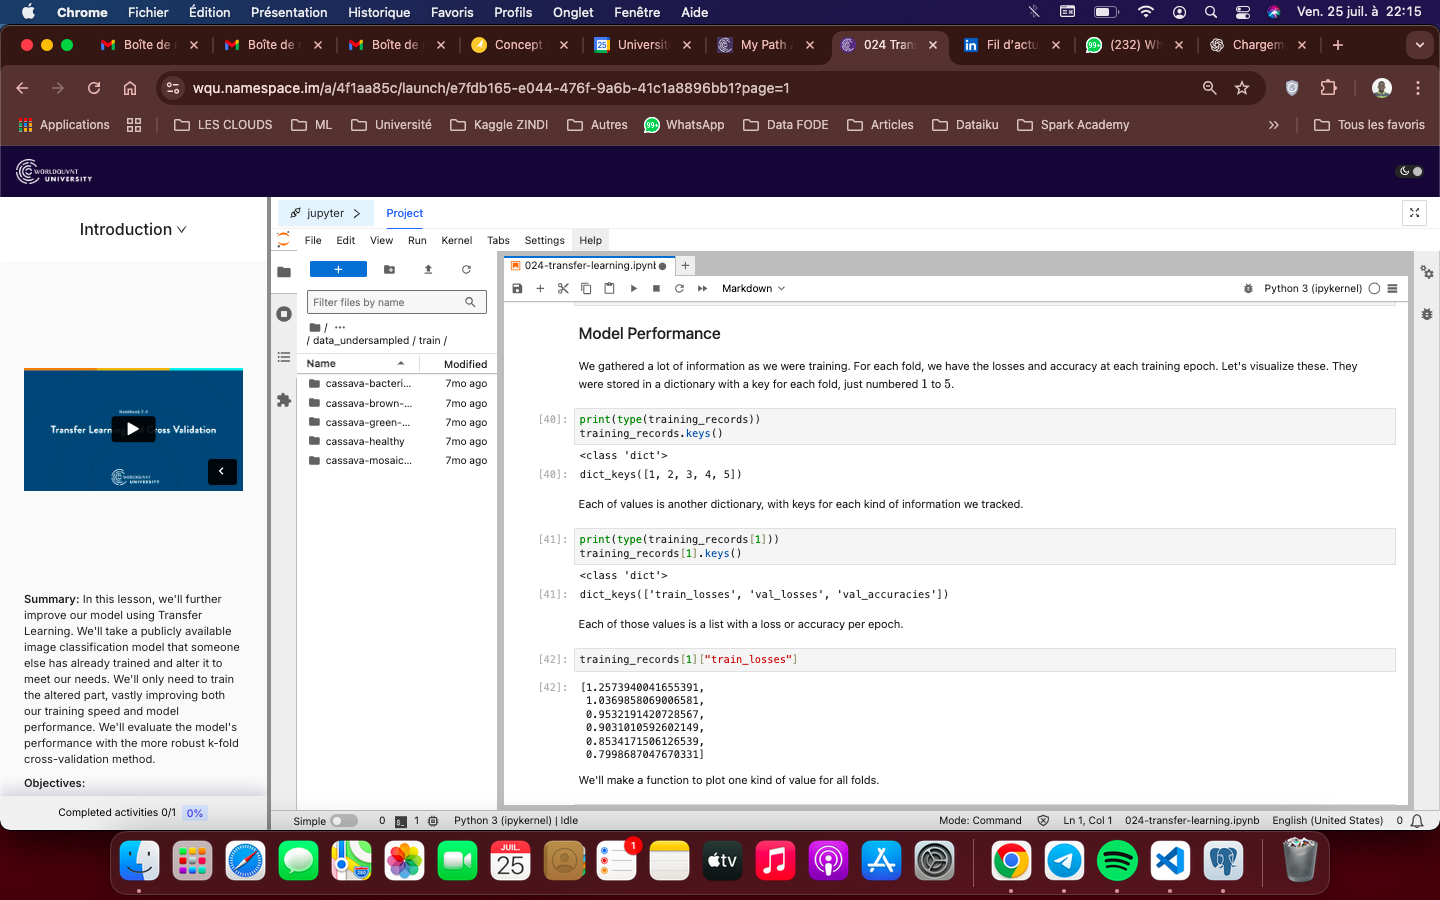 Chrome Fichier Édition Présentation Historique Favoris Profils Onglet Fenêtre Aide Ven. 25 juil. à 22:15
Boîte de Boîte de Boîte de Concept Universit My Path 024 Tran Fil d'actu (232) Wh Chargem
wqu.namespace.im/a/4f1aa85c/launch/e7fdb165-e044-476f-9a6b-41c1a8896bb1?page=1
Applications LES CLOUDS ML Université Kaggle ZINDI Autres WhatsApp Data FODE Articles Dataiku Spark Academy Tous les favoris
WORLDQUANT
UNIVERSITY
Introduction
Notebook 2.4
Transfer Learning and Cross Validation
WORLDQUANT
UNIVERSITY
Summary: In this lesson, we'll further
improve our model using Transfer
Learning. We'll take a publicly available
image classification model that someone
else has already trained and alter it to
meet our needs. We'll only need to train
the altered part, vastly improving both
our training speed and model
performance. We'll evaluate the model's
performance with the more robust k-fold
cross-validation method.
Objectives:
Completed activities 0/1 0%
jupyter Project
File Edit View Run Kernel Tabs Settings Help
Filter files by name
/ ...
/ data_undersampled / train /
Name Modified
cassava-bacteri... 7mo ago
cassava-brown-... 7mo ago
cassava-green-... 7mo ago
cassava-healthy 7mo ago
cassava-mosaic... 7mo ago
024-transfer-learning.ipynb
Markdown Python 3 (ipykernel)
Model Performance
We gathered a lot of information as we were training. For each fold, we have the losses and accuracy at each training epoch. Let's visualize these. They
were stored in a dictionary with a key for each fold, just numbered 1 to 5.
[40]: print(type(training_records))
training_records.keys()
<class 'dict'>
[40]: dict_keys([1, 2, 3, 4, 5])
Each of values is another dictionary, with keys for each kind of information we tracked.
[41]: print(type(training_records[1]))
training_records[1].keys()
<class 'dict'>
[41]: dict_keys(['train_losses', 'val_losses', 'val_accuracies'])
Each of those values is a list with a loss or accuracy per epoch.
[42]: training_records[1]["train_losses"]
[42]: [1.2573940041655391,
1.0369858069006581,
0.9532191420728567,
0.9031010592602149,
0.8534171506126539,
0.7998687047670331]
We'll make a function to plot one kind of value for all folds.
Simple 0 1 Python 3 (ipykernel) | Idle Mode: Command Ln 1, Col 1 024-transfer-learning.ipynb English (United States) 0
JUIL.
25
1
tv